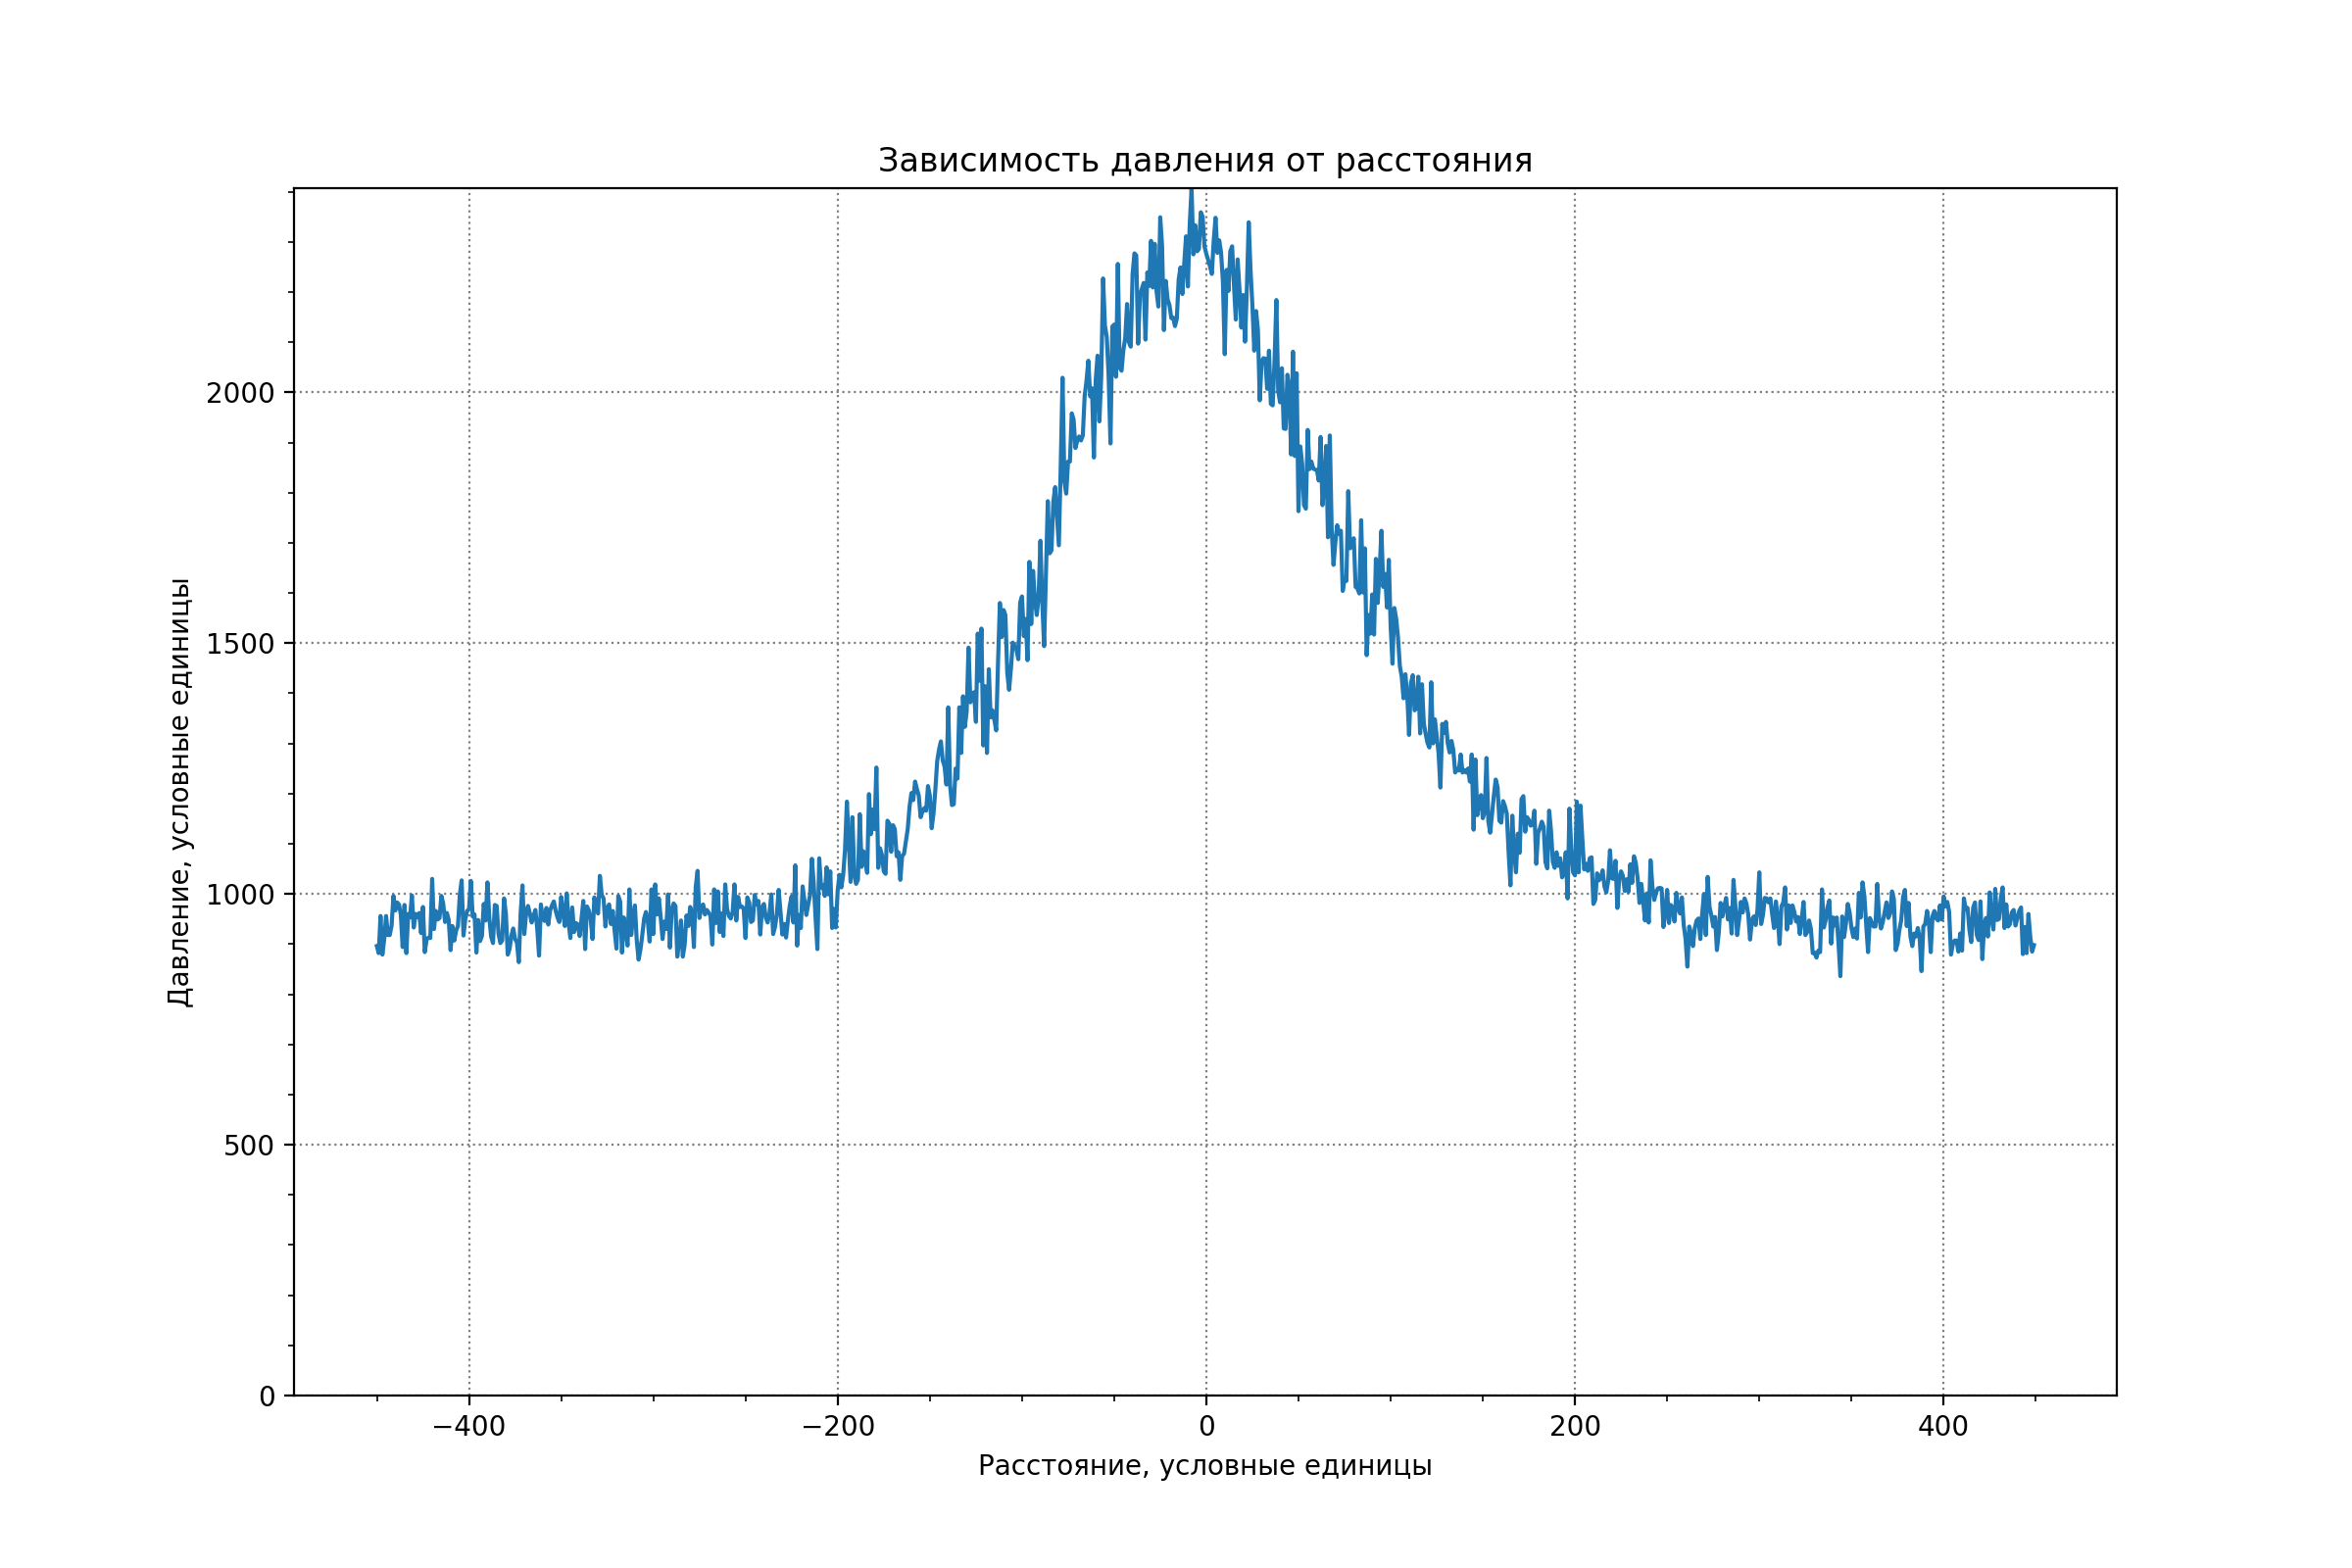 Зависимость давления от расстояния
Давление, условные единицы
2000
1500
1000
500
0
−400 −200 0 200 400
Расстояние, условные единицы